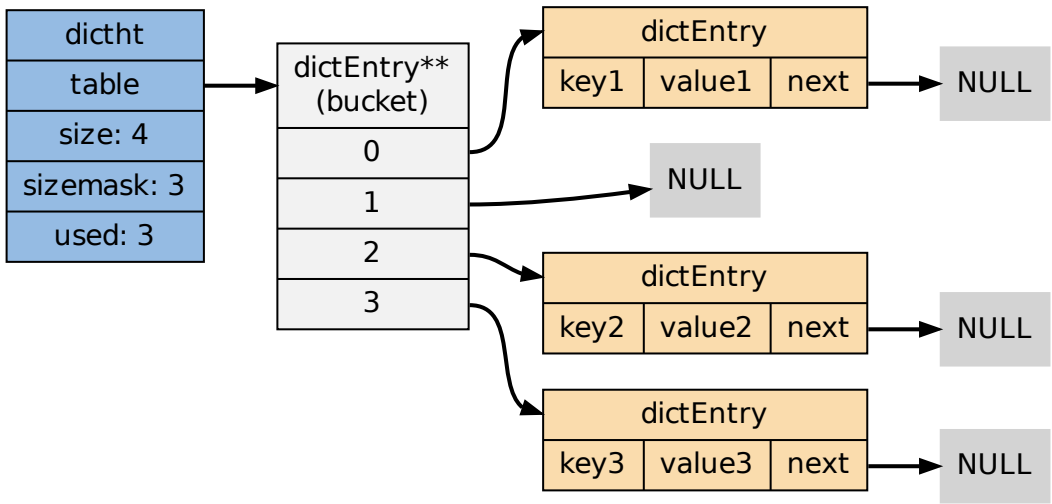 dictht
table
size: 4
sizemask: 3
used: 3
dictEntry**
(bucket)
0
1
2
3
dictEntry
key1 value1 next
NULL
NULL
dictEntry
key2 value2 next
NULL
dictEntry
key3 value3 next
NULL